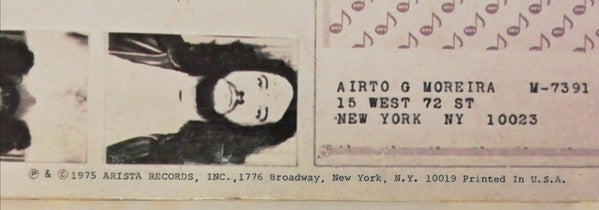 AIRTO G MOREIRA M-7391
15 WEST 72 ST
NEW YORK NY 10023
℗ & ©1975 ARISTA RECORDS, INC.,1776 Broadway, New York, N.Y. 10019 Printed In U.S.A.